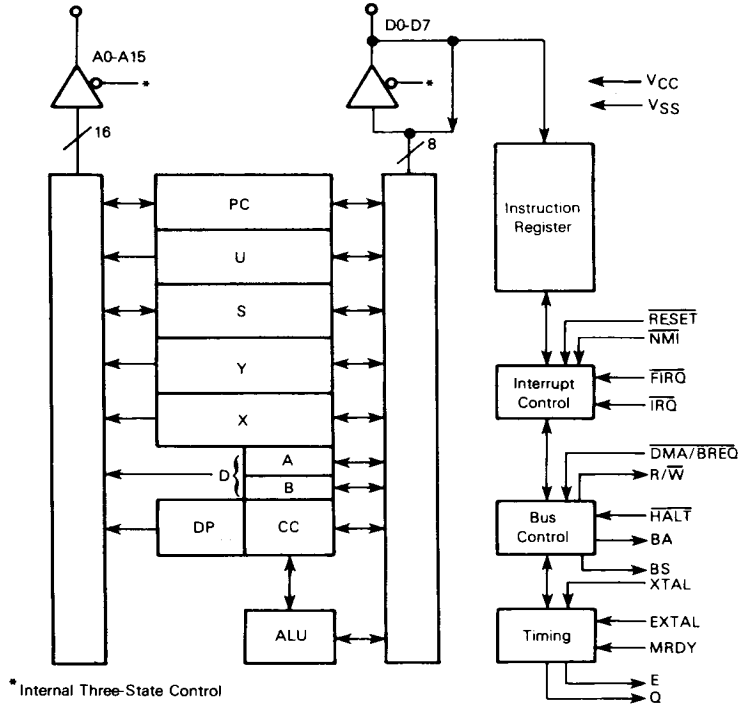 A0-A15
D0-D7
*
*
VCC
VSS
16
8
PC
U
S
Y
X
D{
A
B
DP
CC
ALU
Instruction
Register
RESET
NMI
Interrupt
Control
FIRQ
IRQ
DMA/BREQ
R/W
Bus
Control
HALT
BA
BS
XTAL
Timing
EXTAL
MRDY
E
Q
*Internal Three-State Control